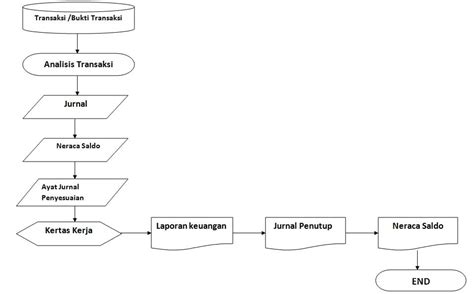 Transaksi /Bukti Transaksi
Analisis Transaksi
Jurnal
Neraca Saldo
Ayat Jurnal
Penyesuaian
Kertas Kerja
Laporan keuangan
Jurnal Penutup
Neraca Saldo
END